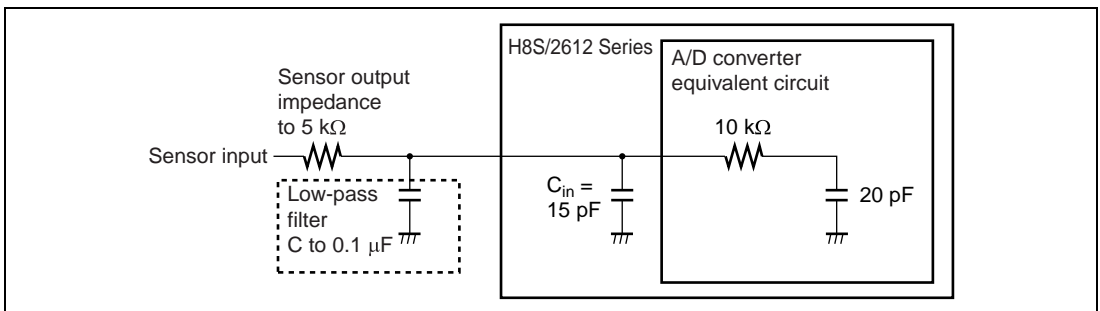 H8S/2612 Series
A/D converter
equivalent circuit
Sensor output
impedance
to 5 kΩ
10 kΩ
Sensor input
Low-pass
filter
C to 0.1 μF
Cin =
15 pF
20 pF